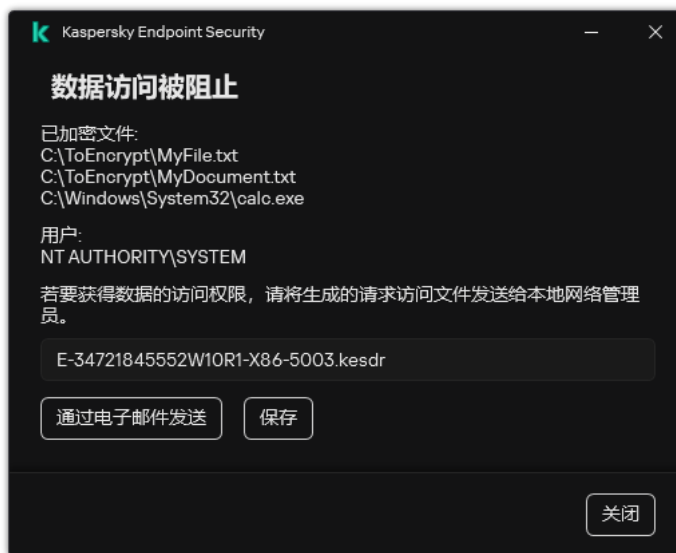 Kaspersky Endpoint Security
数据访问被阻止
已加密文件:
C:\ToEncrypt\MyFile.txt
C:\ToEncrypt\MyDocument.txt
C:\Windows\System32\calc.exe
用户:
NT AUTHORITY\SYSTEM
若要获得数据的访问权限，请将生成的请求访问文件发送给本地网络管理
员。
E-34721845552W10R1-X86-5003.kesdr
通过电子邮件发送
保存
关闭